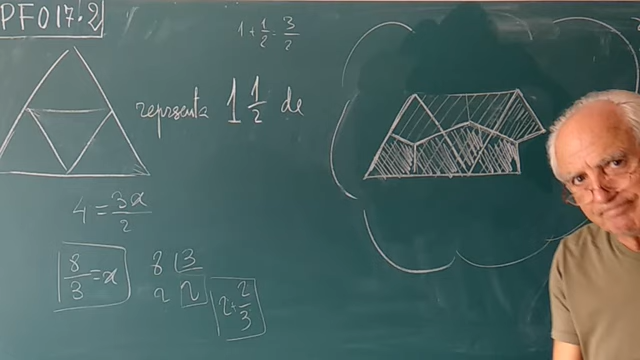 PF017.2
1 + 1/2 = 3/2
representa 1 1/2 de
4 = 3x/2
8/3 = x
8 | 3
2 2
2 + 2/3